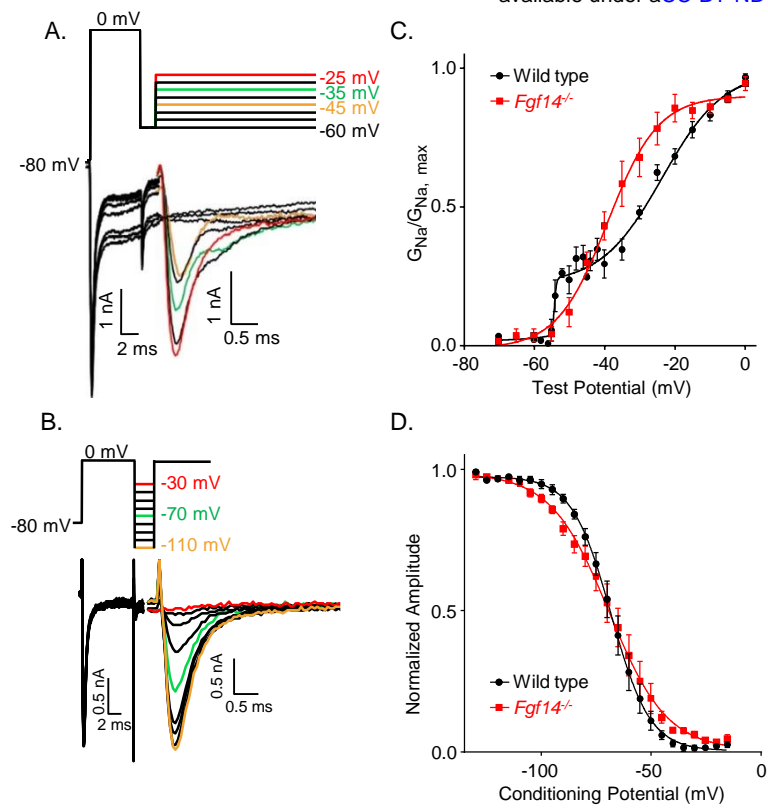 available under a
A.
0 mV
-25 mV
-35 mV
-45 mV
-60 mV
-80 mV
1 nA
2 ms
1 nA
0.5 ms
B.
0 mV
-30 mV
-70 mV
-110 mV
-80 mV
0.5 nA
2 ms
0.5 nA
0.5 ms
C.
Wild type
Fgf14-/-
GNa/GNa, max
1.0
0.5
0.0
-80 -60 -40 -20 0
Test Potential (mV)
D.
Normalized Amplitude
1.0
0.5
0.0
Wild type
Fgf14-/-
-100 -50 0
Conditioning Potential (mV)